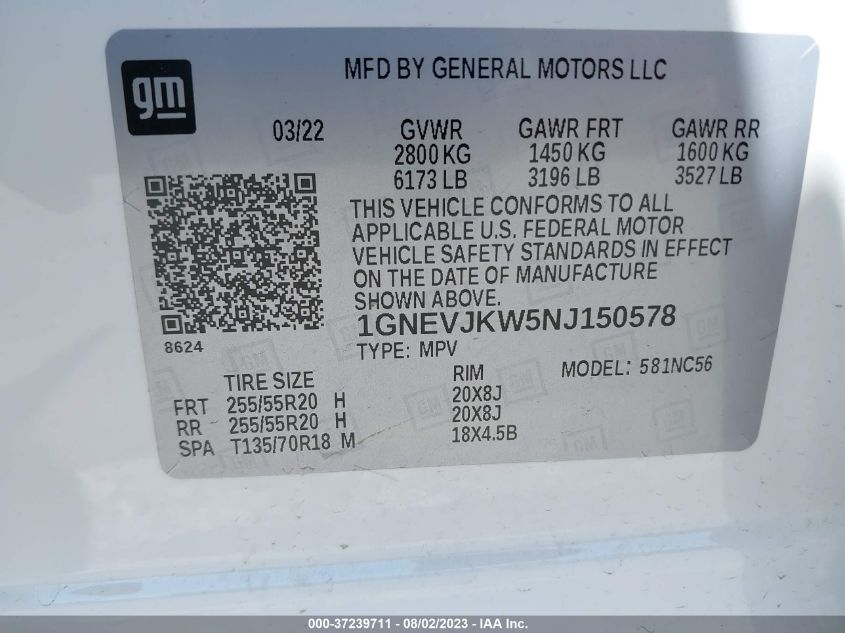 gm
MFD BY GENERAL MOTORS LLC
03/22 GVWR GAWR FRT GAWR RR
2800 KG 1450 KG 1600 KG
6173 LB 3196 LB 3527 LB
THIS VEHICLE CONFORMS TO ALL
APPLICABLE U.S. FEDERAL MOTOR
VEHICLE SAFETY STANDARDS IN EFFECT
ON THE DATE OF MANUFACTURE
SHOWN ABOVE.
1GNEVJKW5NJ150578
8624
TYPE: MPV
MODEL: 581NC56
TIRE SIZE RIM
FRT 255/55R20 H 20X8J
RR 255/55R20 H 20X8J
SPA T135/70R18 M 18X4.5B
000-37239711 - 08/02/2023 - IAA Inc.